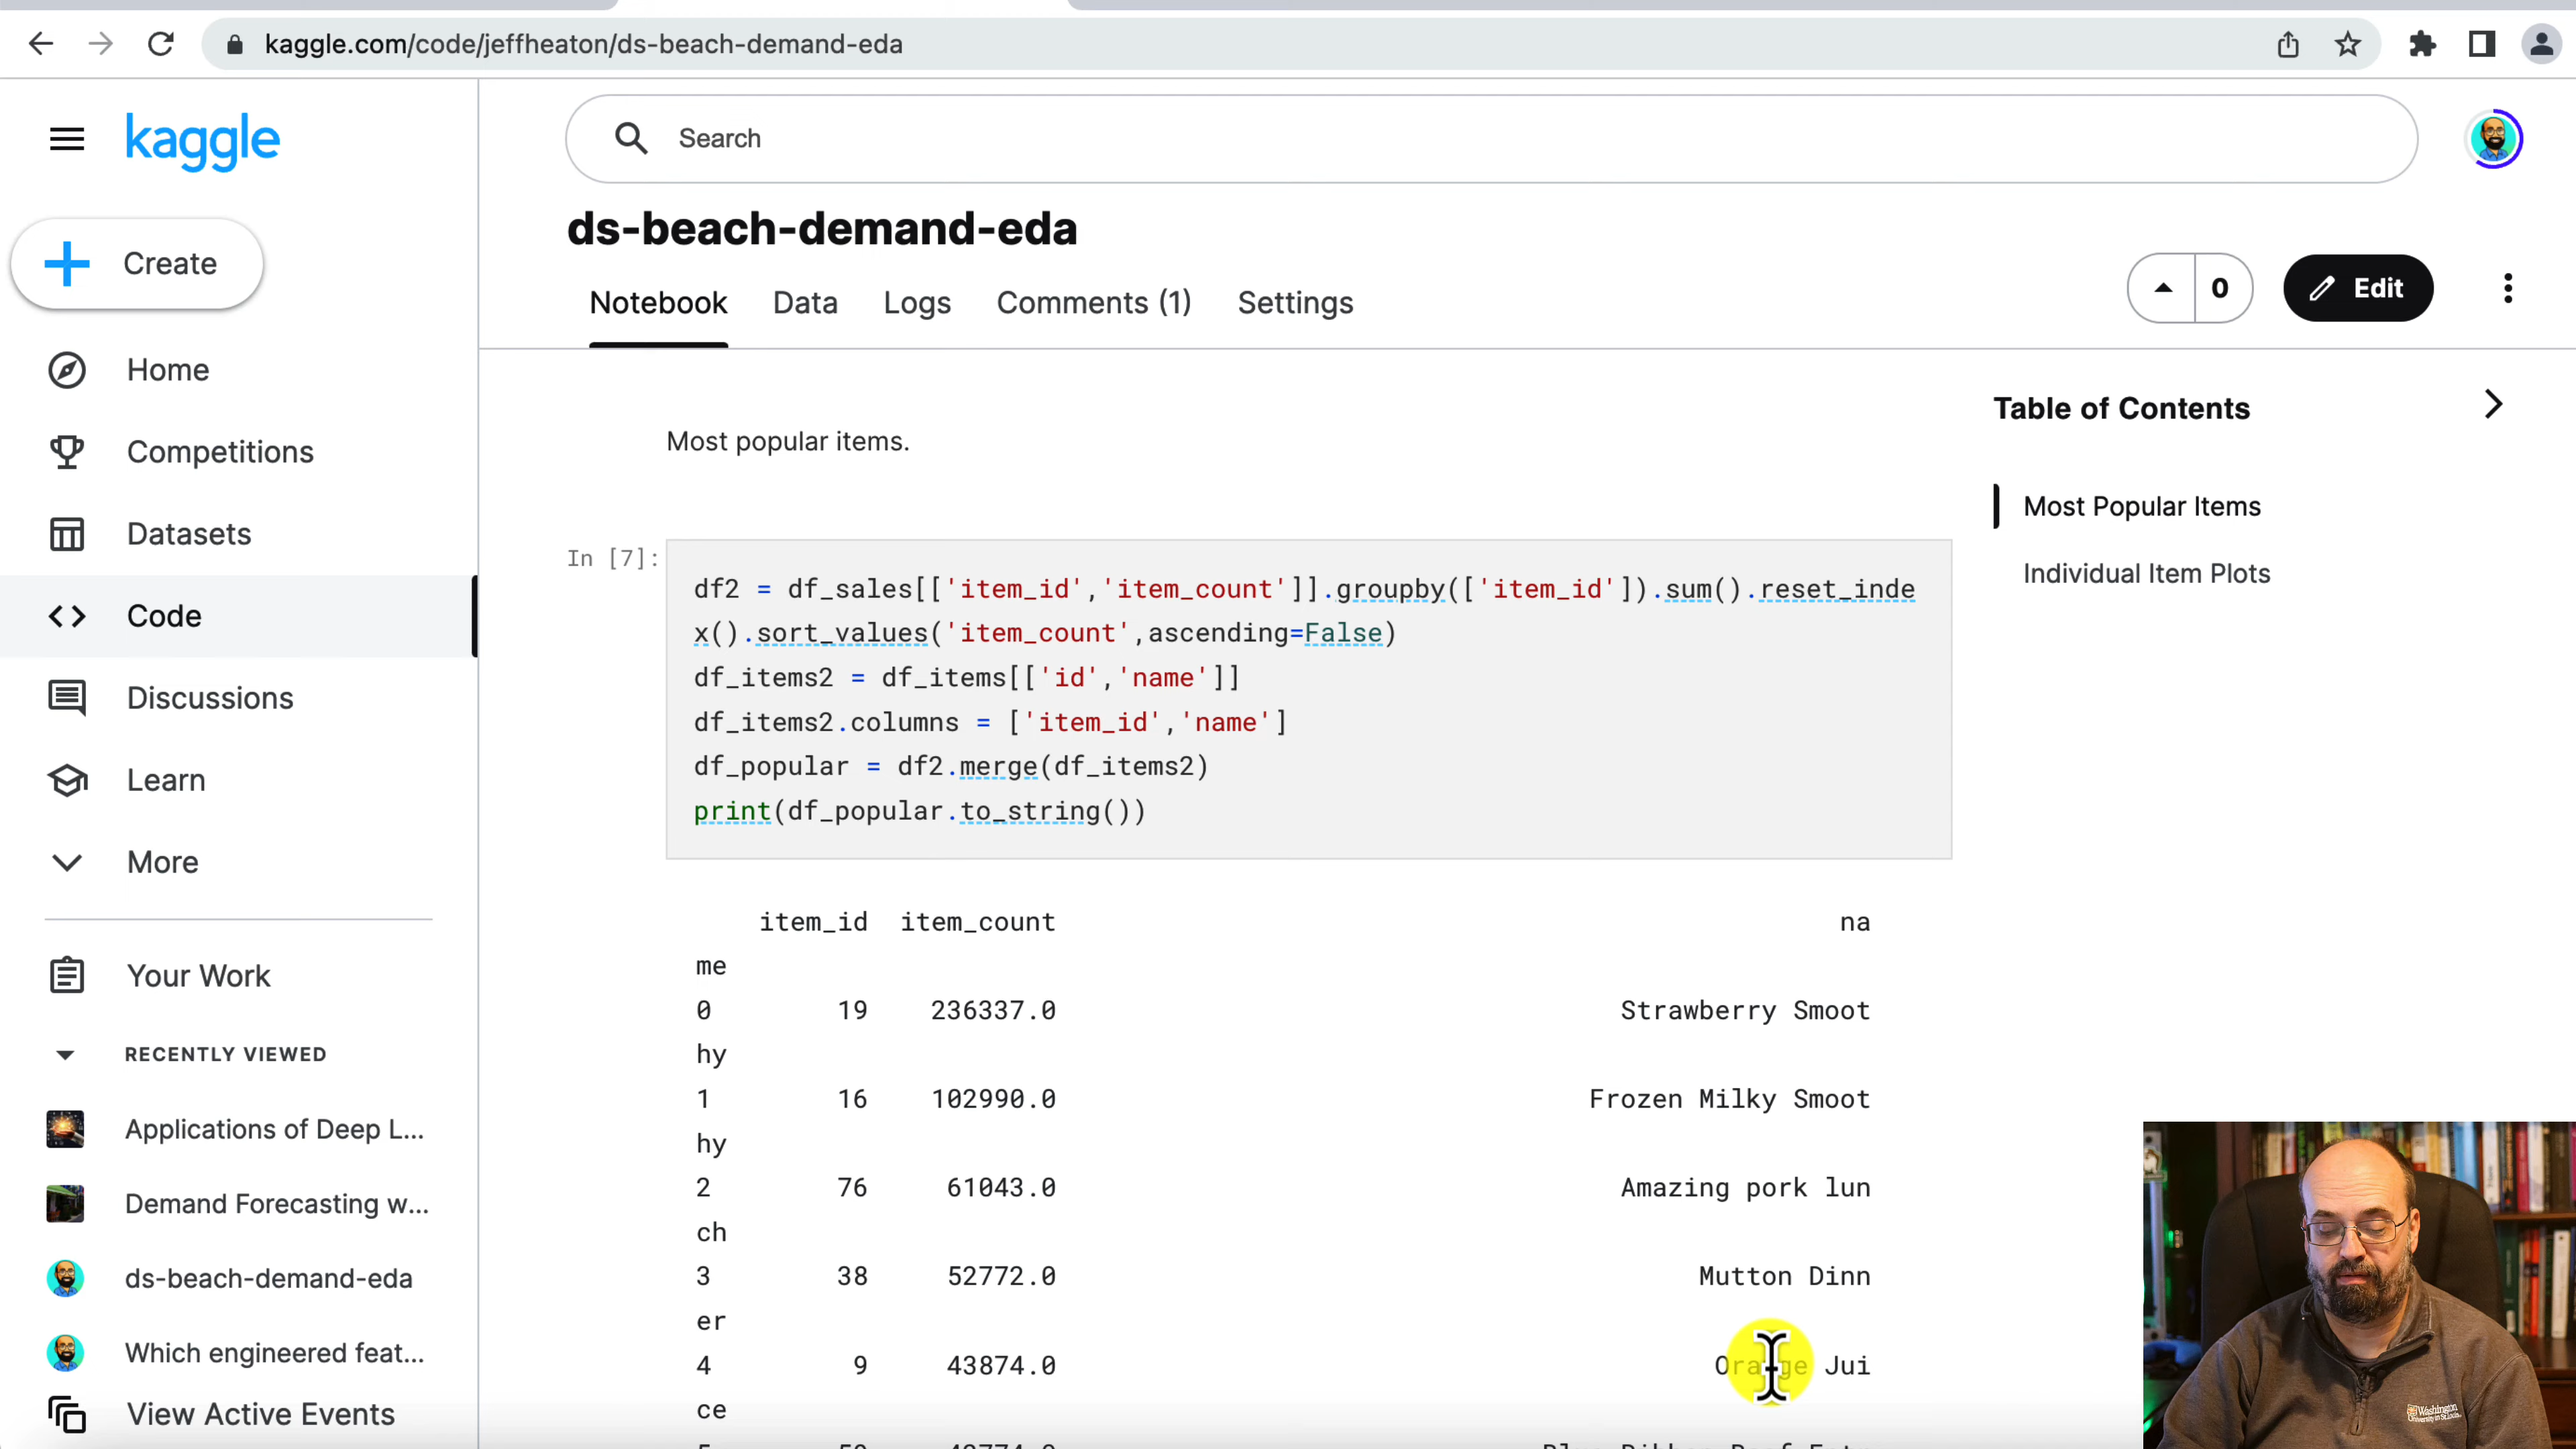 kaggle.com/code/jeffheaton/ds-beach-demand-eda
kaggle
Search
Create
ds-beach-demand-eda
Notebook Data Logs Comments (1) Settings
0 Edit
Home
Competitions
Datasets
Code
Discussions
Learn
More
Your Work
RECENTLY VIEWED
Applications of Deep L...
Demand Forecasting w...
ds-beach-demand-eda
Which engineered feat...
View Active Events
Most popular items.
In [7]:
df2 = df_sales[['item_id','item_count']].groupby(['item_id']).sum().reset_inde
x().sort_values('item_count',ascending=False)
df_items2 = df_items[['id','name']]
df_items2.columns = ['item_id','name']
df_popular = df2.merge(df_items2)
print(df_popular.to_string())
item_id item_count na
me
0 19 236337.0 Strawberry Smoot
hy
1 16 102990.0 Frozen Milky Smoot
hy
2 76 61043.0 Amazing pork lun
ch
3 38 52772.0 Mutton Dinn
er
4 9 43874.0 Orange Jui
ce
Table of Contents
Most Popular Items
Individual Item Plots
Washington
University in St. Louis